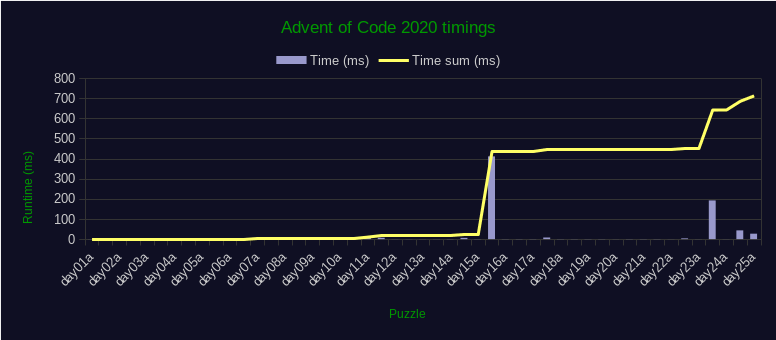 Advent of Code 2020 timings
Time (ms) Time sum (ms)
800
700
600
500
400
300
200
100
0
Runtime (ms)
day01a day02a day03a day04a day05a day06a day07a day08a day09a day10a day11a day12a day13a day14a day15a day16a day17a day18a day19a day20a day21a day22a day23a day24a day25a
Puzzle